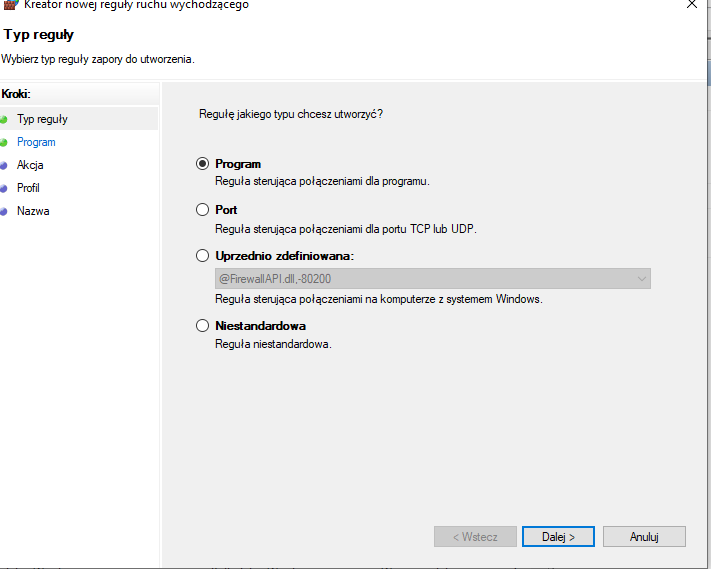 Kreator nowej reguły ruchu wychodzącego
Typ reguły
Wybierz typ reguły zapory do utworzenia.
Kroki:
Typ reguły
Program
Akcja
Profil
Nazwa
Regułę jakiego typu chcesz utworzyć?
Program
Reguła sterująca połączeniami dla programu.
Port
Reguła sterująca połączeniami dla portu TCP lub UDP.
Uprzednio zdefiniowana:
@FirewallAPI.dll,-80200
Reguła sterująca połączeniami na komputerze z systemem Windows.
Niestandardowa
Reguła niestandardowa.
< Wstecz
Dalej >
Anuluj